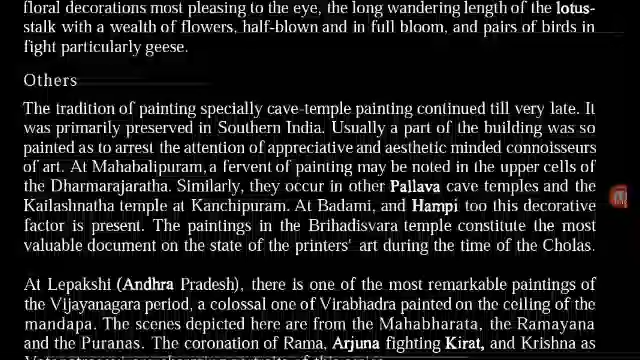 floral decorations most pleasing to the eye, the long wandering length of the lotus-
stalk with a wealth of flowers, half-blown and in full bloom, and pairs of birds in
fight particularly geese.
Others
The tradition of painting specially cave-temple painting continued till very late. It
was primarily preserved in Southern India. Usually a part of the building was so
painted as to arrest the attention of appreciative and aesthetic minded connoisseurs
of art. At Mahabalipuram, a fervent of painting may be noted in the upper cells of
the Dharmarajaratha. Similarly, they occur in other Pallava cave temples and the
Kailashnatha temple at Kanchipuram. At Badami, and Hampi too this decorative
factor is present. The paintings in the Brihadisvara temple constitute the most
valuable document on the state of the printers' art during the time of the Cholas.
At Lepakshi (Andhra Pradesh), there is one of the most remarkable paintings of
the Vijayanagara period, a colossal one of Virabhadra painted on the ceiling of the
mandapa. The scenes depicted here are from the Mahabharata, the Ramayana
and the Puranas. The coronation of Rama, Arjuna fighting Kirat, and Krishna as